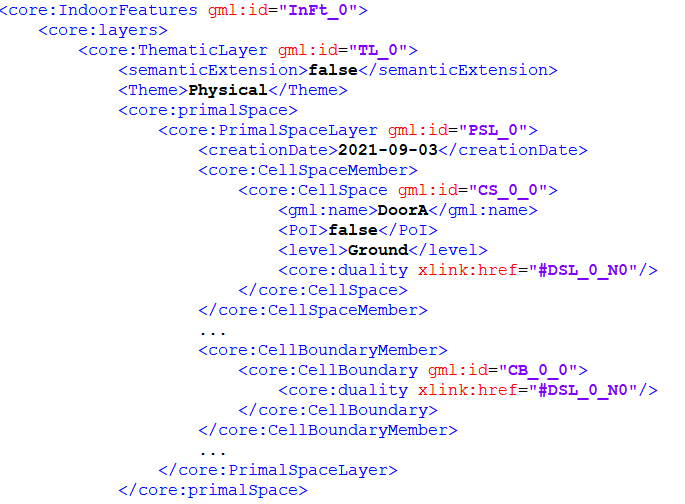 <core:IndoorFeatures gml:id="InFt_0">
<core:layers>
<core:ThematicLayer gml:id="TL_0">
<semanticExtension>false</semanticExtension>
<Theme>Physical</Theme>
<core:primalSpace>
<core:PrimalSpaceLayer gml:id="PSL_0">
<creationDate>2021-09-03</creationDate>
<core:CellSpaceMember>
<core:CellSpace gml:id="CS_0_0">
<gml:name>DoorA</gml:name>
<PoI>false</PoI>
<level>Ground</level>
<core:duality xlink:href="#DSL_0_N0"/>
</core:CellSpace>
</core:CellSpaceMember>
...
<core:CellBoundaryMember>
<core:CellBoundary gml:id="CB_0_0">
<core:duality xlink:href="#DSL_0_N0"/>
</core:CellBoundary>
</core:CellBoundaryMember>
...
</core:PrimalSpaceLayer>
</core:primalSpace>